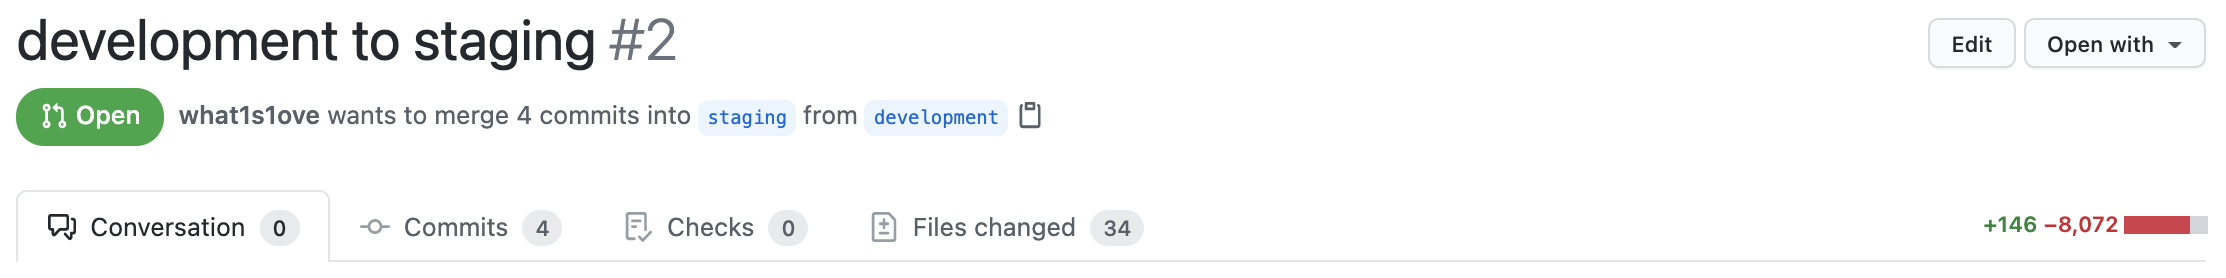 development to staging #2
Edit
Open with
Open
what1s1ove wants to merge 4 commits into staging from development
Conversation 0
Commits 4
Checks 0
Files changed 34
+146 −8,072